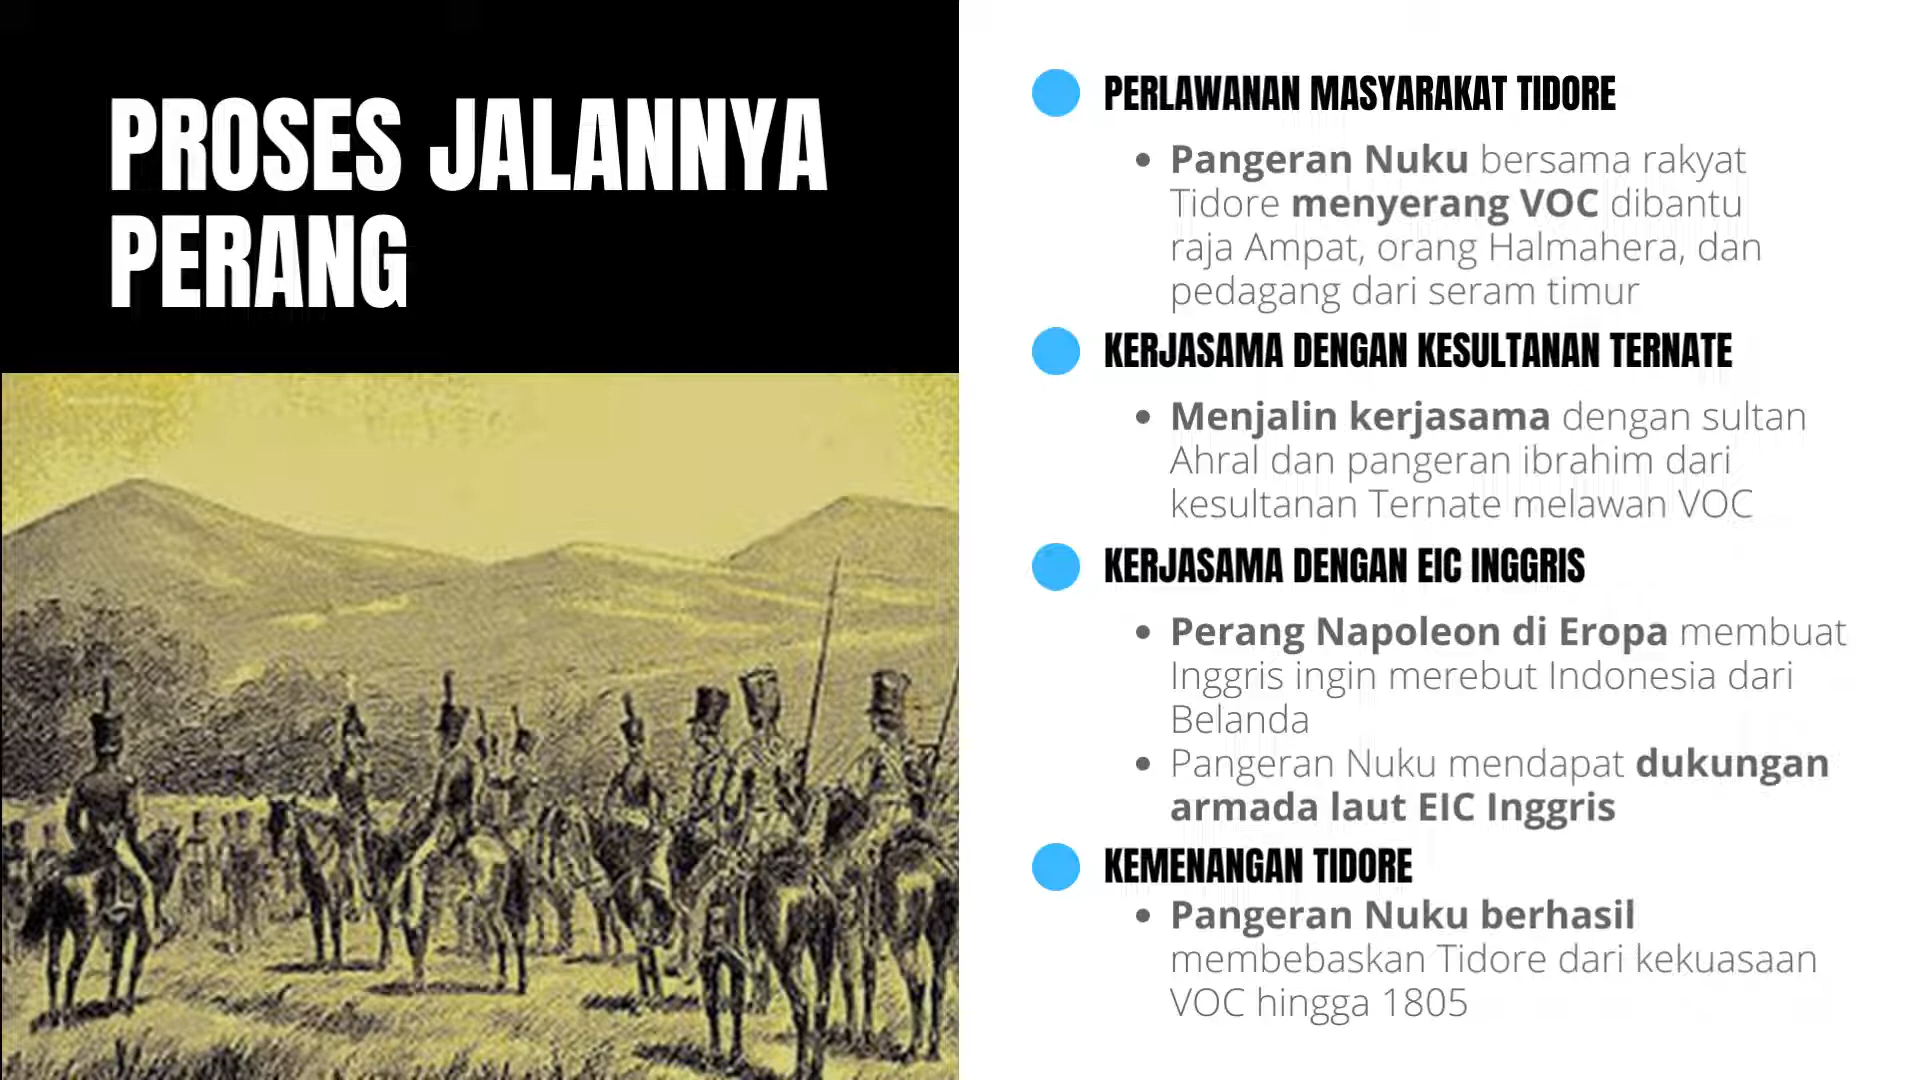 PROSES JALANNYA
PERANG
PERLAWANAN MASYARAKAT TIDORE
• Pangeran Nuku bersama rakyat
Tidore menyerang VOC dibantu
raja Ampat, orang Halmahera, dan
pedagang dari seram timur
KERJASAMA DENGAN KESULTANAN TERNATE
• Menjalin kerjasama dengan sultan
Ahral dan pangeran ibrahim dari
kesultanan Ternate melawan VOC
KERJASAMA DENGAN EIC INGGRIS
• Perang Napoleon di Eropa membuat
Inggris ingin merebut Indonesia dari
Belanda
• Pangeran Nuku mendapat dukungan
armada laut EIC Inggris
KEMENANGAN TIDORE
• Pangeran Nuku berhasil
membebaskan Tidore dari kekuasaan
VOC hingga 1805